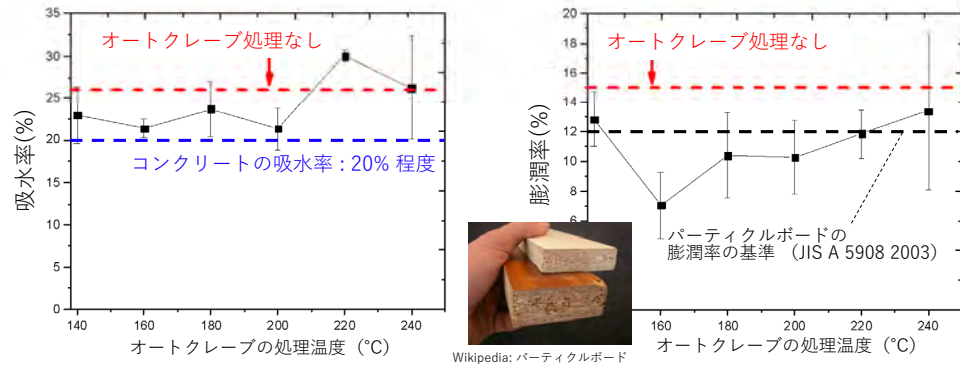 35
30
25
20
15
10
5
0
吸水率(%)
オートクレーブ処理なし
コンクリートの吸水率 : 20% 程度
140 160 180 200 220 240
オートクレーブの処理温度（°C）
20
18
16
14
12
10
8
6
膨潤率(%)
オートクレーブ処理なし
パーティクルボードの
膨潤率の基準 （JIS A 5908 2003）
160 180 200 220 240
オートクレーブの処理温度（°C）
Wikipedia: パーティクルボード